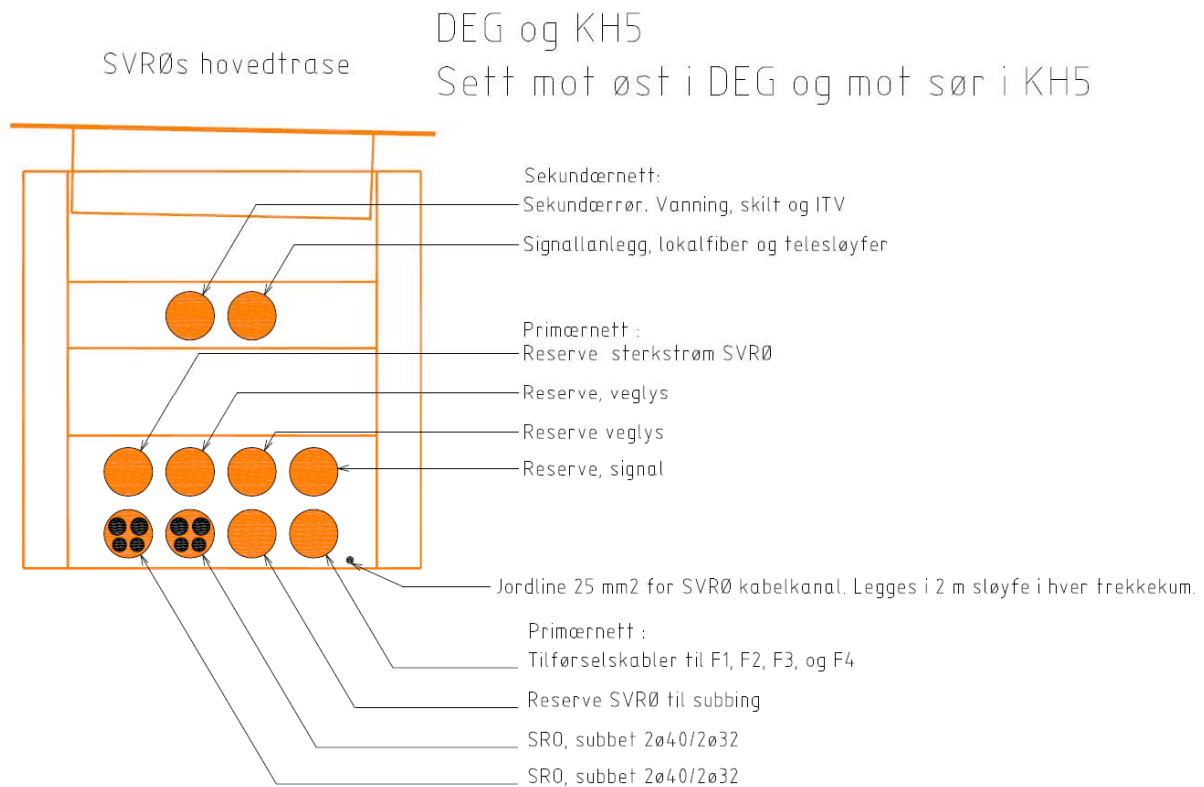 DEG og KH5
SVRØs hovedtrase
Sett mot øst i DEG og mot sør i KH5
Sekundærnett:
Sekundærrør. Vanning, skilt og ITV
Signallanlegg, lokalfiber og telesløyfer
Primærnett :
Reserve sterkstrøm SVRØ
Reserve, veglys
Reserve veglys
Reserve, signal
Jordline 25 mm2 for SVRØ kabelkanal. Legges i 2 m sløyfe i hver trekkekum.
Primærnett :
Tilførselskabler til F1, F2, F3, og F4
Reserve SVRØ til subbing
SRO, subbet 2ø40/2ø32
SRO, subbet 2ø40/2ø32